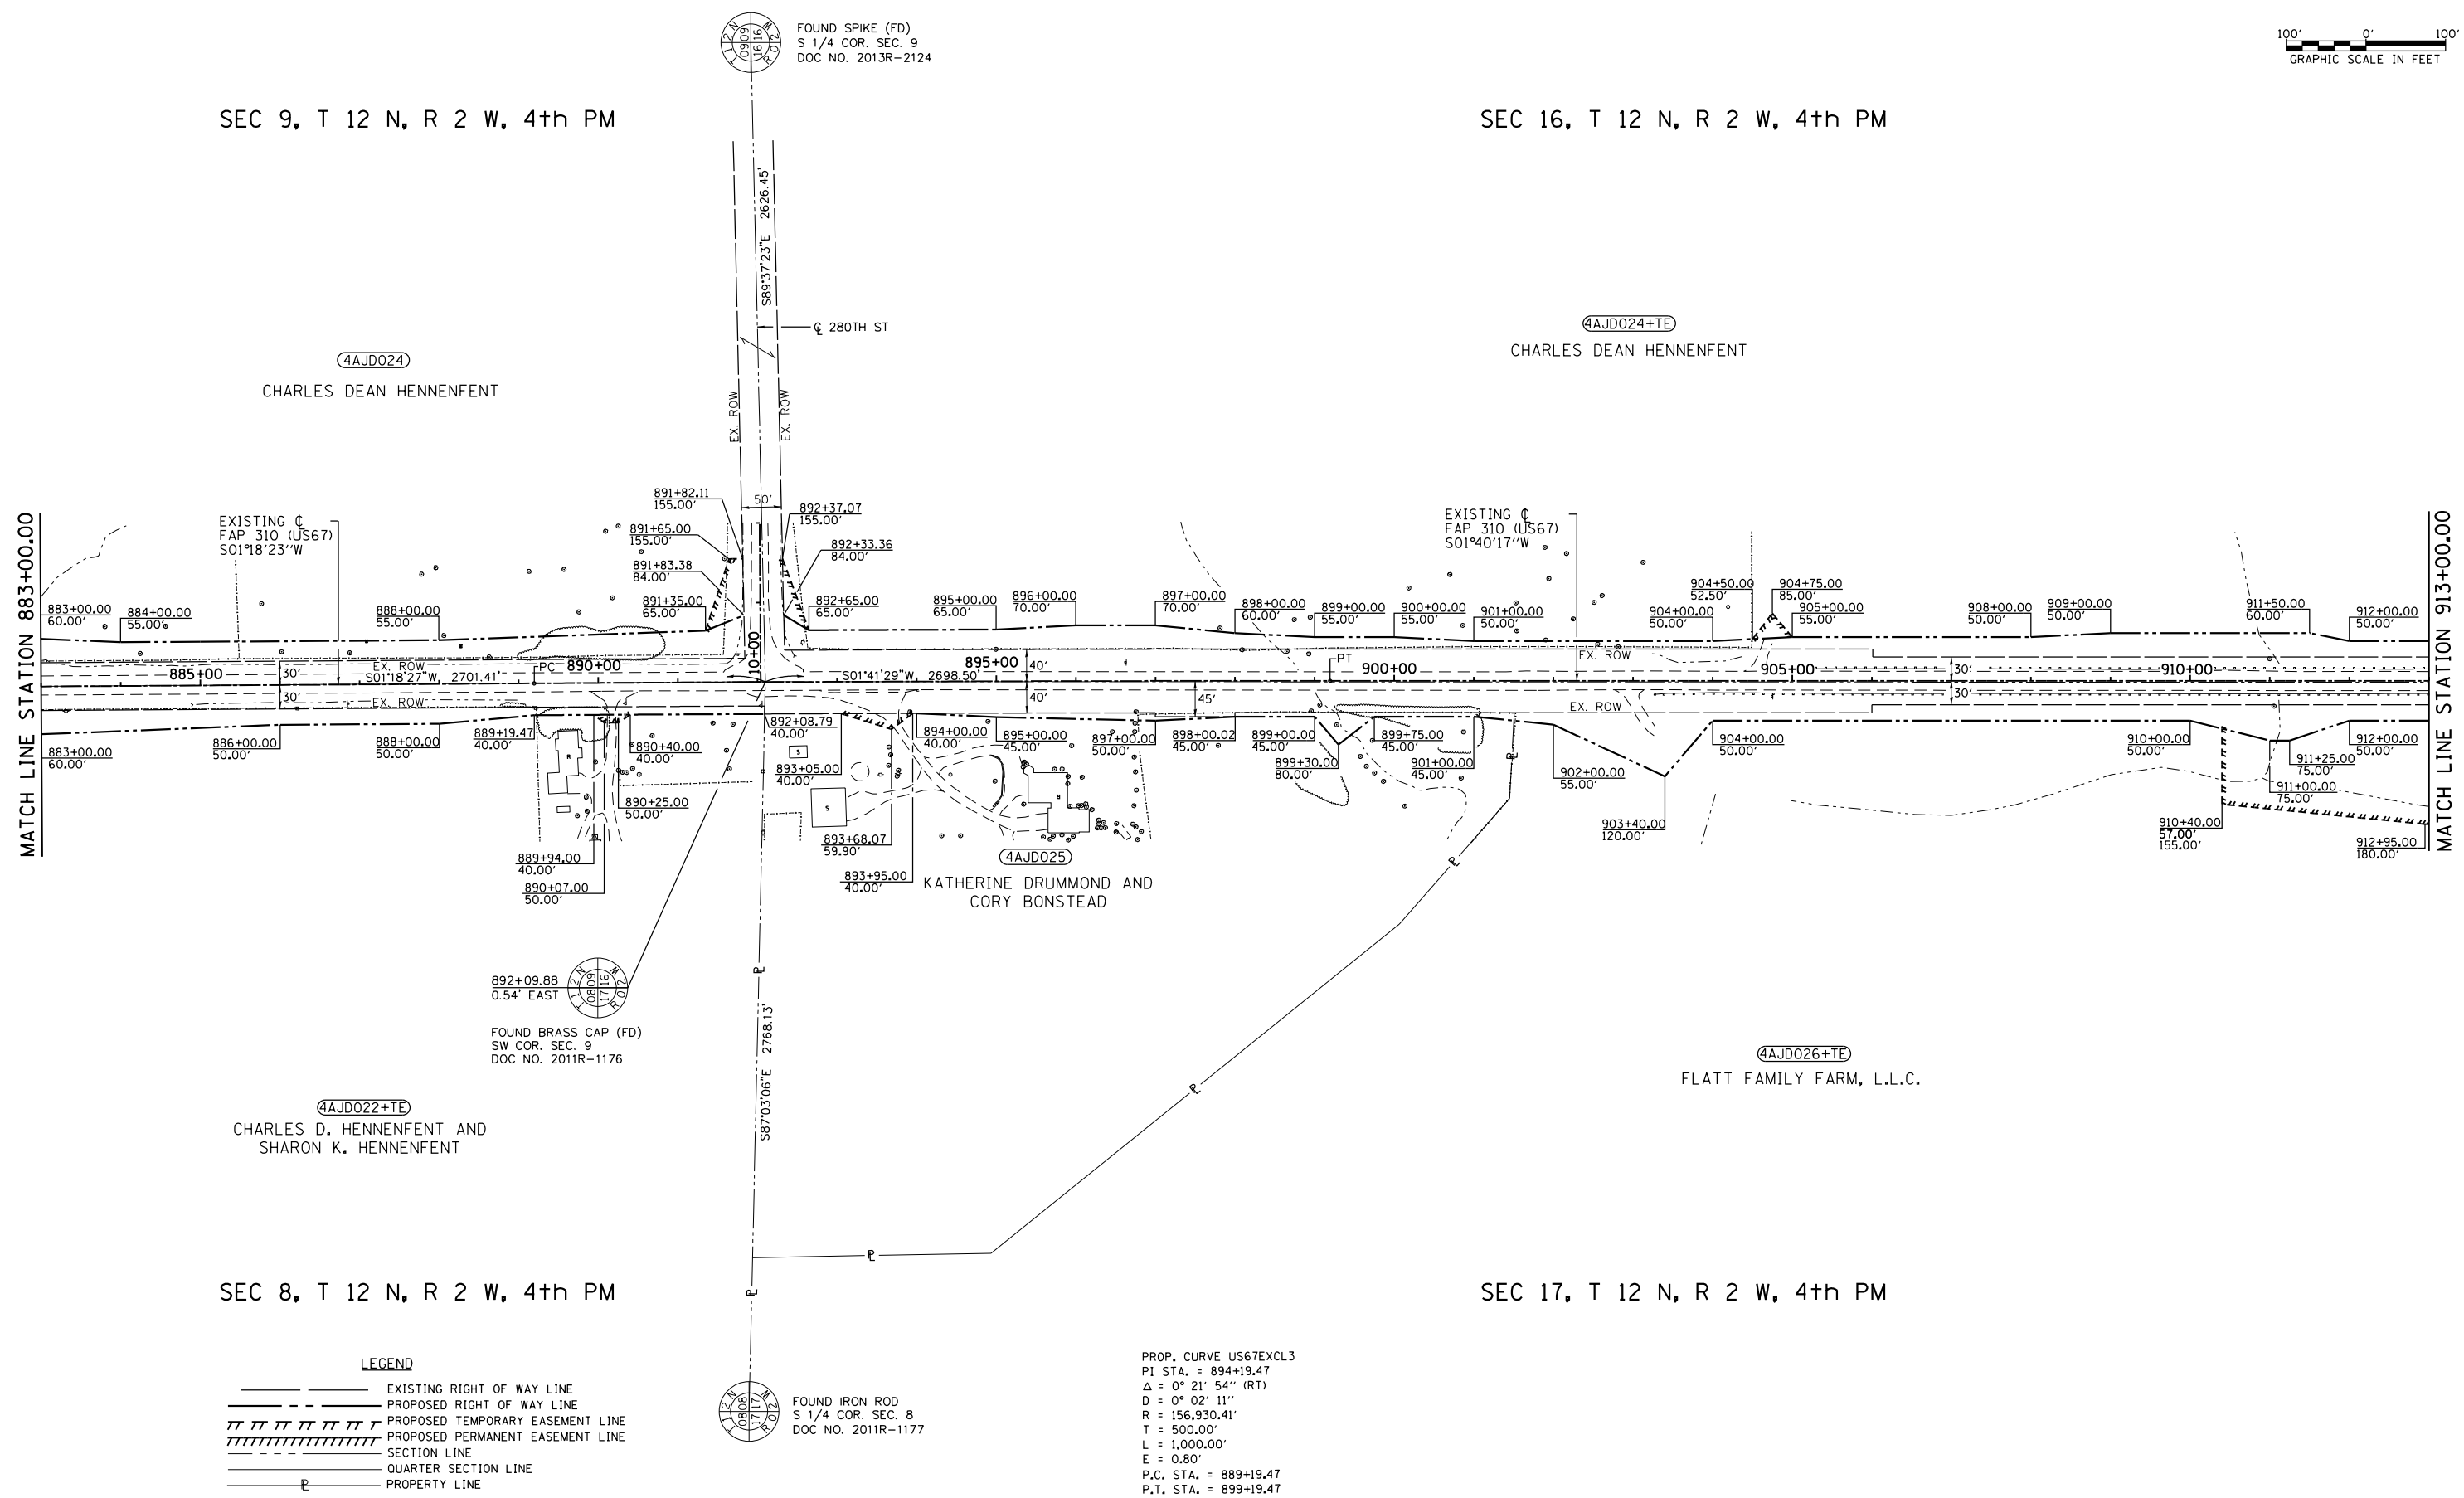 FOUND SPIKE (FD)
S 1/4 COR. SEC. 9
DOC NO. 2013R-2124
T 12 N
R 02 W
09 09
16 16
100' 0' 100'
GRAPHIC SCALE IN FEET
SEC 9, T 12 N, R 2 W, 4th PM
SEC 16, T 12 N, R 2 W, 4th PM
S89°37'23"E 2626.45'
℄ 280TH ST
EX. ROW
EX. ROW
4AJD024
CHARLES DEAN HENNENFENT
4AJD024+TE
CHARLES DEAN HENNENFENT
MATCH LINE STATION 883+00.00
MATCH LINE STATION 913+00.00
EXISTING ℄
FAP 310 (US67)
S01°18'23"W
EXISTING ℄
FAP 310 (US67)
S01°40'17"W
883+00.00
60.00'
884+00.00
55.00'
888+00.00
55.00'
891+82.11
155.00'
891+65.00
155.00'
891+83.38
84.00'
891+35.00
65.00'
50'
892+37.07
155.00'
892+33.36
84.00'
892+65.00
65.00'
895+00.00
65.00'
896+00.00
70.00'
897+00.00
70.00'
898+00.00
60.00'
899+00.00
55.00'
900+00.00
55.00'
901+00.00
50.00'
904+00.00
50.00'
904+50.00
52.50'
904+75.00
85.00'
905+00.00
55.00'
908+00.00
50.00'
909+00.00
50.00'
911+50.00
60.00'
912+00.00
50.00'
885+00
EX. ROW
S01°18'27"W, 2701.41'
EX. ROW
30'
30'
PC
890+00
10+00
S01°41'29"W, 2698.50'
895+00
40'
40'
45'
PT
900+00
EX. ROW
EX. ROW
905+00
30'
30'
910+00
883+00.00
60.00'
886+00.00
50.00'
888+00.00
50.00'
889+19.47
40.00'
890+40.00
40.00'
890+25.00
50.00'
889+94.00
40.00'
890+07.00
50.00'
892+08.79
40.00'
893+05.00
40.00'
893+68.07
59.90'
893+95.00
40.00'
894+00.00
40.00'
895+00.00
45.00'
897+00.00
50.00'
898+00.02
45.00'
899+00.00
45.00'
899+30.00
80.00'
899+75.00
45.00'
901+00.00
45.00'
902+00.00
55.00'
903+40.00
120.00'
904+00.00
50.00'
910+00.00
50.00'
910+40.00
57.00'
155.00'
911+00.00
75.00'
911+25.00
75.00'
912+00.00
50.00'
912+95.00
180.00'
R
S
S
R
4AJD025
KATHERINE DRUMMOND AND
CORY BONSTEAD
892+09.88
0.54' EAST
T 12 N
R 02 W
08 09
17 16
FOUND BRASS CAP (FD)
SW COR. SEC. 9
DOC NO. 2011R-1176
S87°03'06"E 2768.13'
4AJD022+TE
CHARLES D. HENNENFENT AND
SHARON K. HENNENFENT
4AJD026+TE
FLATT FAMILY FARM, L.L.C.
SEC 8, T 12 N, R 2 W, 4th PM
SEC 17, T 12 N, R 2 W, 4th PM
LEGEND
EXISTING RIGHT OF WAY LINE
PROPOSED RIGHT OF WAY LINE
PROPOSED TEMPORARY EASEMENT LINE
PROPOSED PERMANENT EASEMENT LINE
SECTION LINE
QUARTER SECTION LINE
PROPERTY LINE
T 12 N
R 02 W
08 08
17 17
FOUND IRON ROD
S 1/4 COR. SEC. 8
DOC NO. 2011R-1177
PROP. CURVE US67EXCL3
PI STA. = 894+19.47
Δ = 0° 21' 54" (RT)
D = 0° 02' 11"
R = 156,930.41'
T = 500.00'
L = 1,000.00'
E = 0.80'
P.C. STA. = 889+19.47
P.T. STA. = 899+19.47